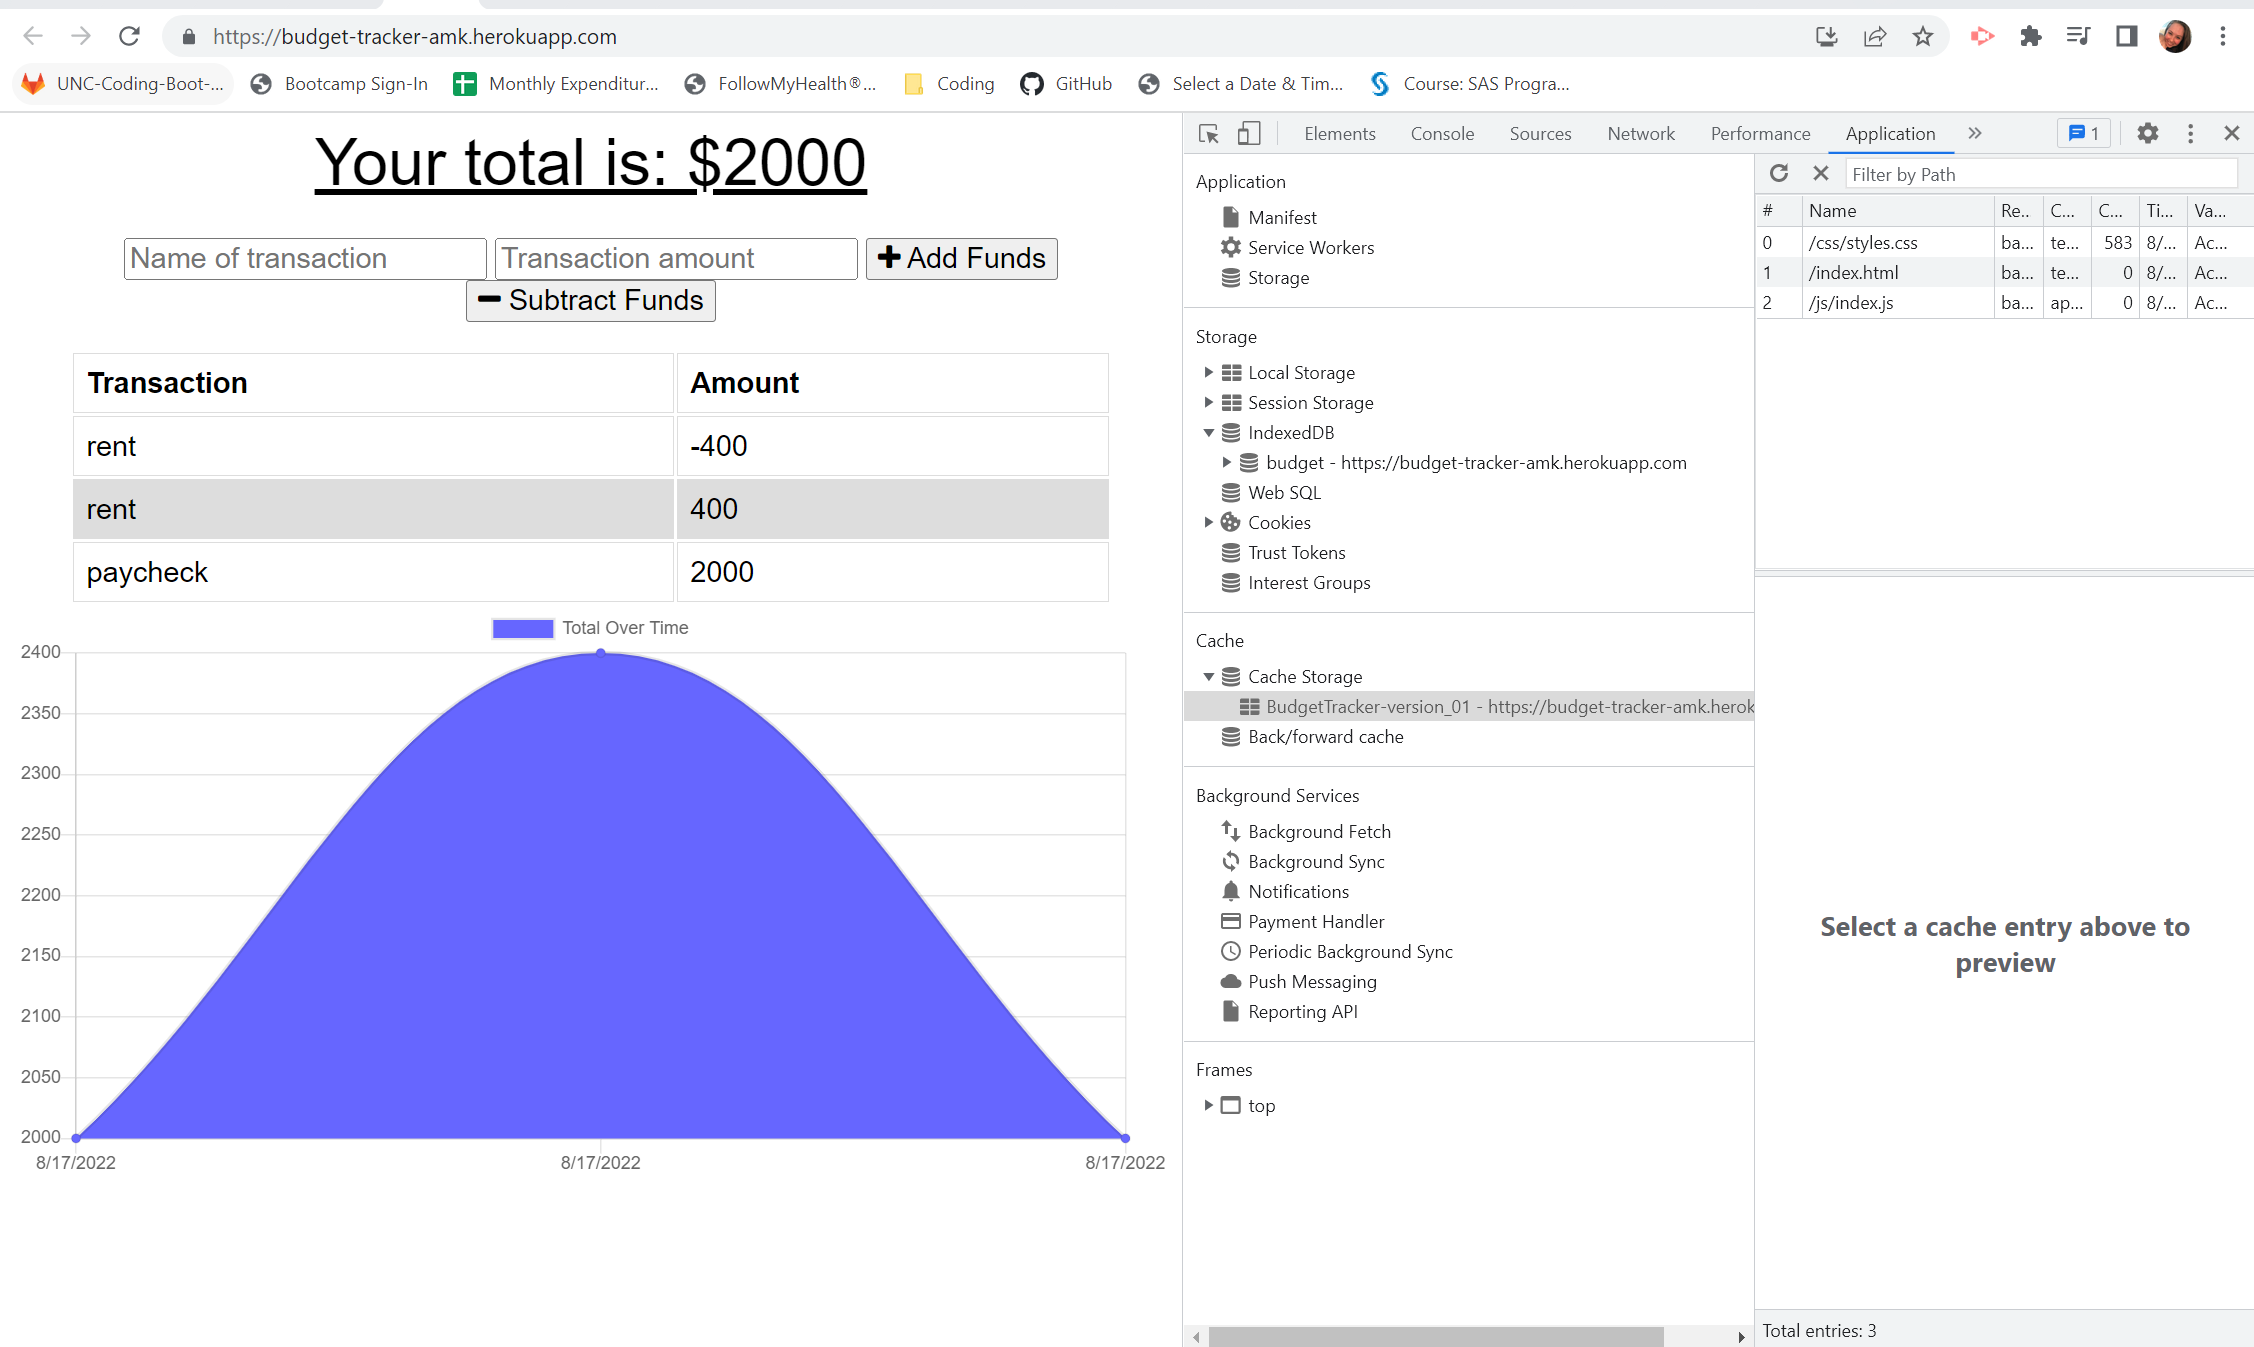 https://budget-tracker-amk.herokuapp.com
UNC-Coding-Boot-... Bootcamp Sign-In Monthly Expenditur... FollowMyHealth®... Coding GitHub Select a Date & Tim... Course: SAS Progra...
Your total is: $2000
Name of transaction Transaction amount Add Funds
Subtract Funds
Transaction Amount
rent -400
rent 400
paycheck 2000
Total Over Time
2400
2350
2300
2250
2200
2150
2100
2050
2000
8/17/2022 8/17/2022 8/17/2022
Elements Console Sources Network Performance Application 1
Application
Manifest
Service Workers
Storage
Storage
Local Storage
Session Storage
IndexedDB
budget - https://budget-tracker-amk.herokuapp.com
Web SQL
Cookies
Trust Tokens
Interest Groups
Cache
Cache Storage
BudgetTracker-version_01 - https://budget-tracker-amk.herok
Back/forward cache
Background Services
Background Fetch
Background Sync
Notifications
Payment Handler
Periodic Background Sync
Push Messaging
Reporting API
Frames
top
Filter by Path
# Name Re.. C... C... Ti... Va...
0 /css/styles.css ba... te... 583 8/... Ac...
1 /index.html ba... te... 0 8/... Ac...
2 /js/index.js ba... ap... 0 8/... Ac...
Select a cache entry above to
preview
Total entries: 3